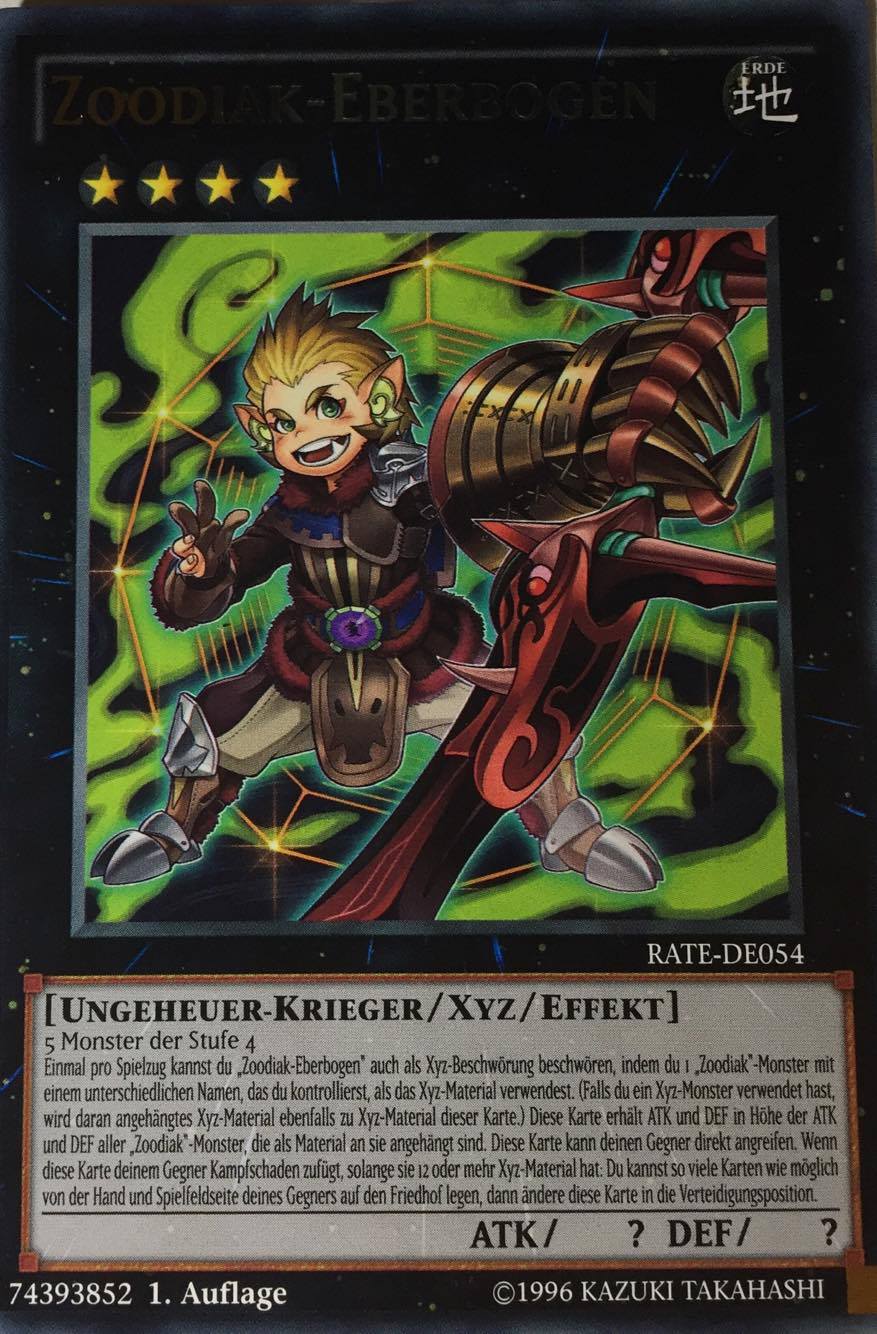 Zoodiak-Eberbogen
ERDE
地
RATE-DE054
[Ungeheuer-Krieger/Xyz/Effekt]
5 Monster der Stufe 4
Einmal pro Spielzug kannst du „Zoodiak-Eberbogen" auch als Xyz-Beschwörung beschwören, indem du 1 „Zoodiak"-Monster mit
einem unterschiedlichen Namen, das du kontrollierst, als das Xyz-Material verwendest. (Falls du ein Xyz-Monster verwendet hast,
wird daran angehängtes Xyz-Material ebenfalls zu Xyz-Material dieser Karte.) Diese Karte erhält ATK und DEF in Höhe der ATK
und DEF aller „Zoodiak"-Monster, die als Material an sie angehängt sind. Diese Karte kann deinen Gegner direkt angreifen. Wenn
diese Karte deinem Gegner Kampfschaden zufügt, solange sie 12 oder mehr Xyz-Material hat: Du kannst so viele Karten wie möglich
von der Hand und Spielfeldseite deines Gegners auf den Friedhof legen, dann ändere diese Karte in die Verteidigungsposition.
ATK/ ? DEF/ ?
74393852 1. Auflage ©1996 KAZUKI TAKAHASHI